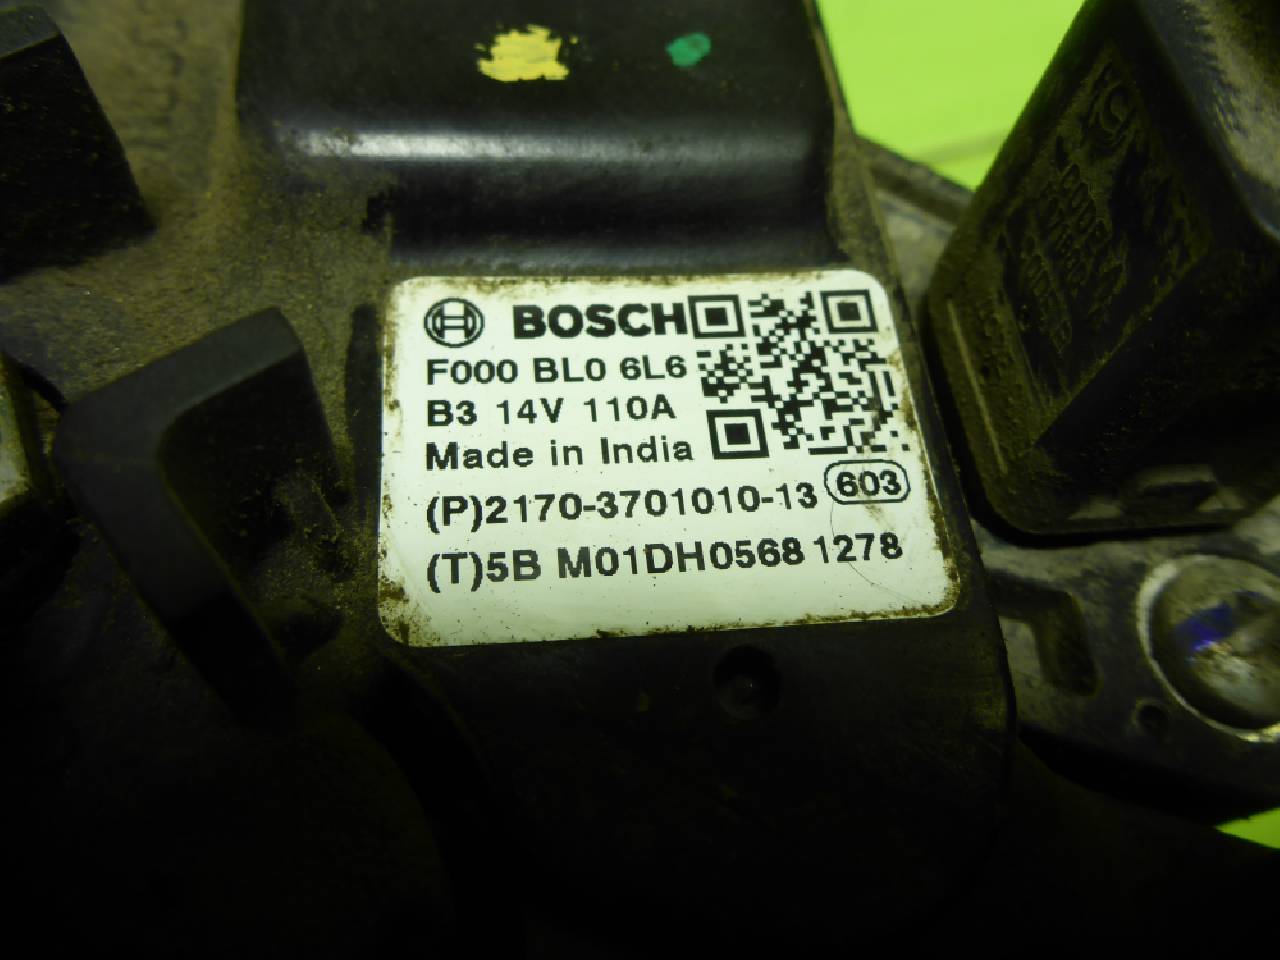 BOSCH
F000 BL0 6L6
B3 14V 110A
Made in India
(P)2170-3701010-13 603
(T)5B M01DH0568 1278